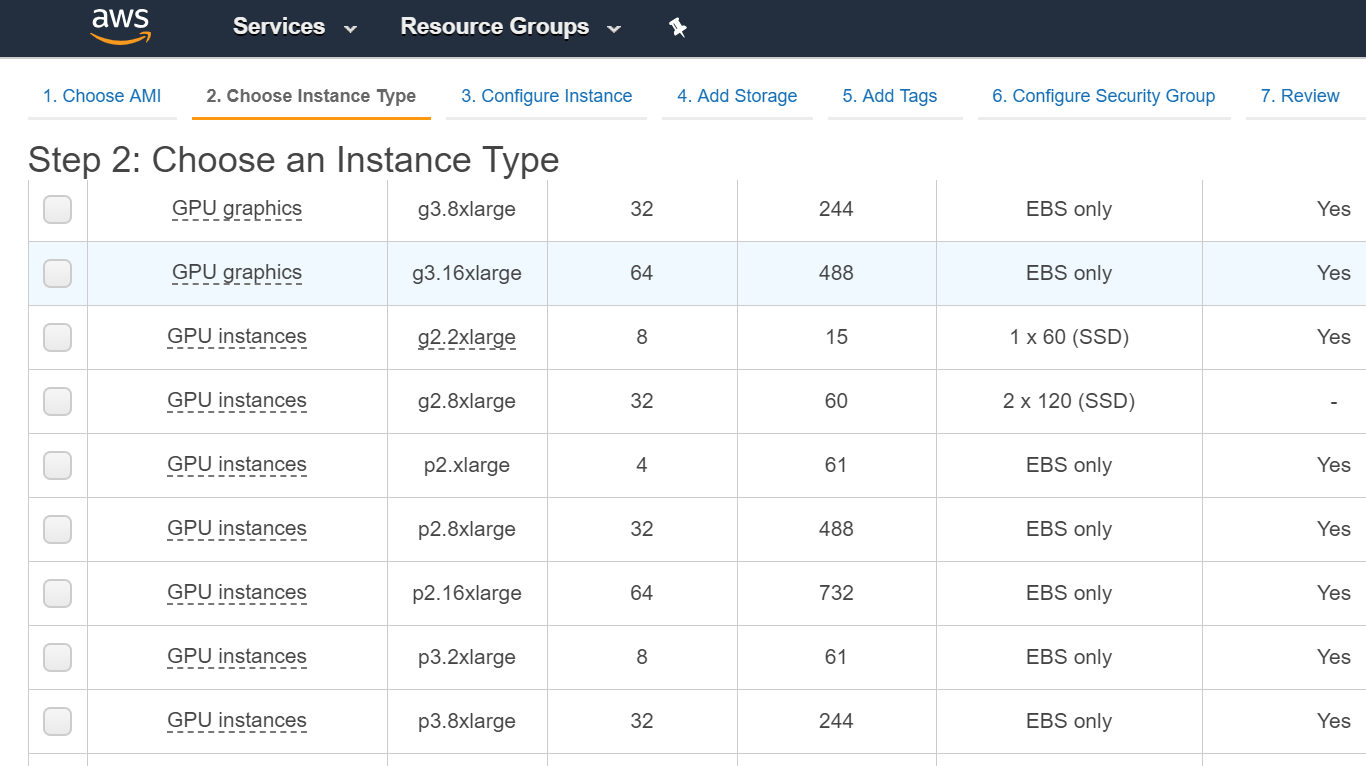 aws Services Resource Groups
1. Choose AMI 2. Choose Instance Type 3. Configure Instance 4. Add Storage 5. Add Tags 6. Configure Security Group 7. Review
Step 2: Choose an Instance Type
GPU graphics g3.8xlarge 32 244 EBS only Yes
GPU graphics g3.16xlarge 64 488 EBS only Yes
GPU instances g2.2xlarge 8 15 1 x 60 (SSD) Yes
GPU instances g2.8xlarge 32 60 2 x 120 (SSD) -
GPU instances p2.xlarge 4 61 EBS only Yes
GPU instances p2.8xlarge 32 488 EBS only Yes
GPU instances p2.16xlarge 64 732 EBS only Yes
GPU instances p3.2xlarge 8 61 EBS only Yes
GPU instances p3.8xlarge 32 244 EBS only Yes